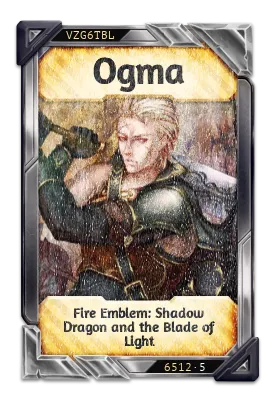 VZG6TBL
Ogma
Fire Emblem: Shadow
Dragon and the Blade of
Light
6512·5